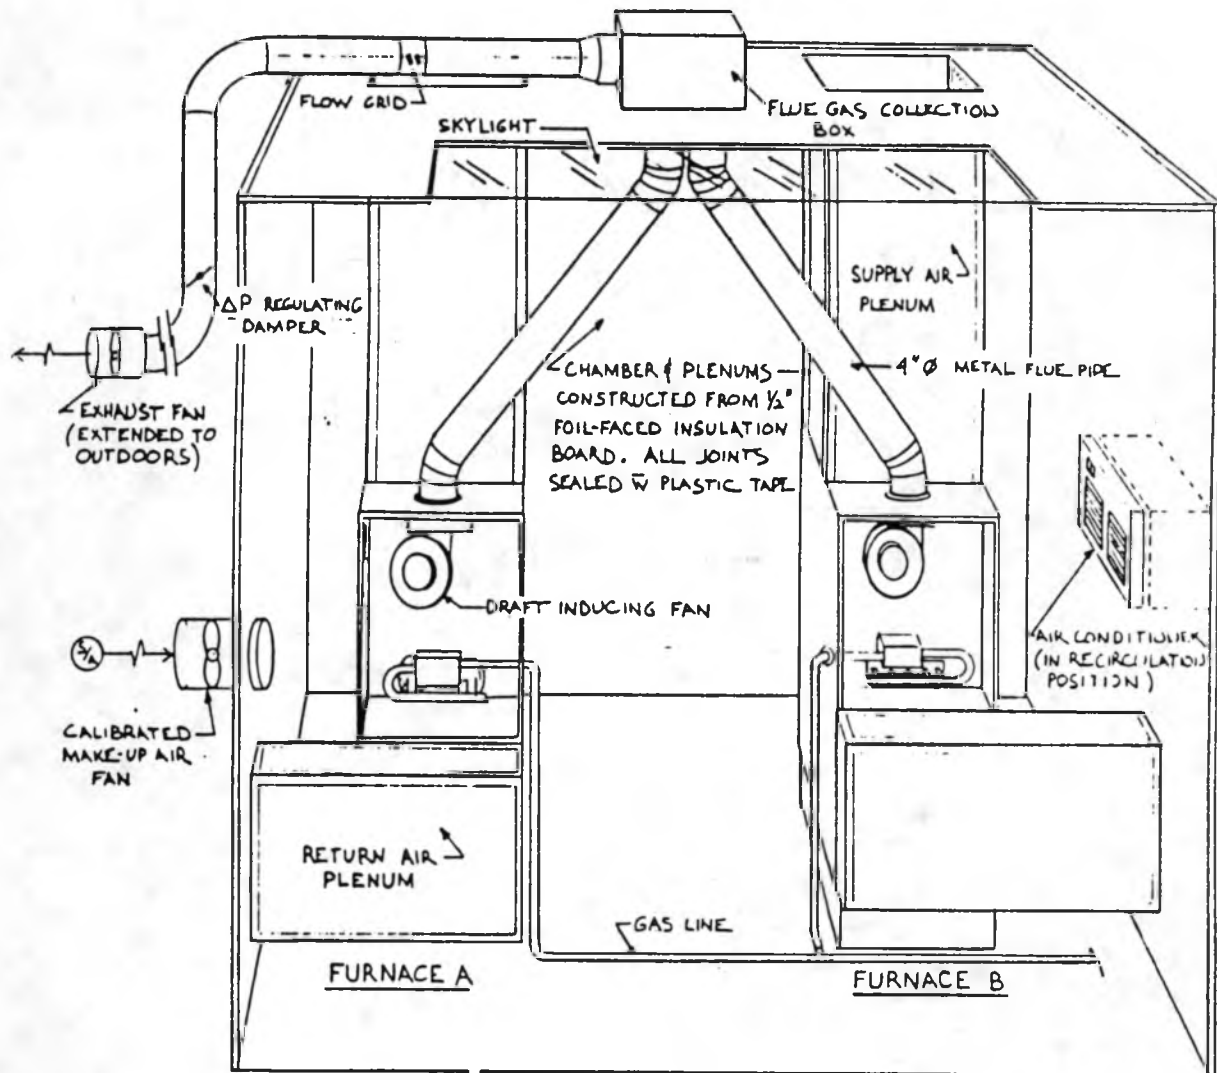 FLOW GRID
FLUE GAS COLLECTION
BOX
SKYLIGHT
SUPPLY AIR
PLENUM
ΔP REGULATING
DAMPER
CHAMBER & PLENUMS
CONSTRUCTED FROM 1/2"
FOIL-FACED INSULATION
BOARD. ALL JOINTS
SEALED W̄ PLASTIC TAPE
4" Ø METAL FLUE PIPE
EXHAUST FAN
(EXTENDED TO
OUTDOORS)
DRAFT INDUCING FAN
S/A
AIR CONDITIONER
(IN RECIRCULATION
POSITION)
CALIBRATED
MAKE-UP AIR
FAN
RETURN AIR
PLENUM
GAS LINE
FURNACE A
FURNACE B